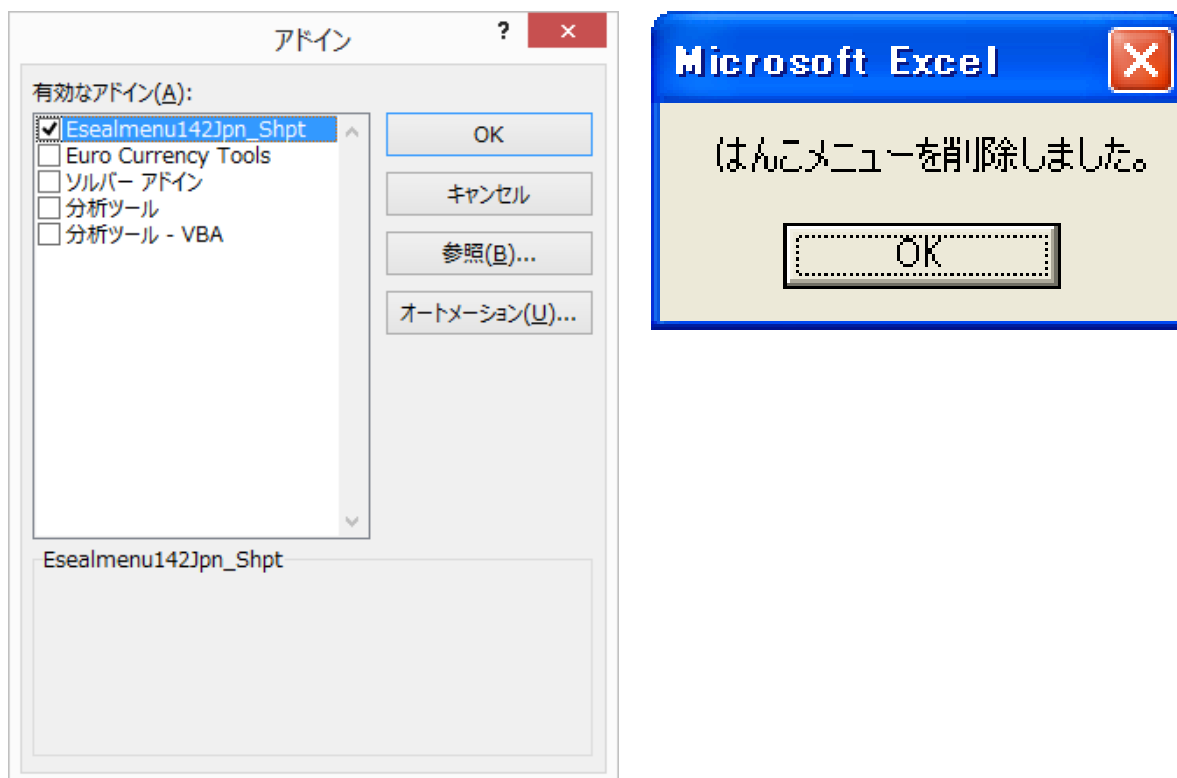 アドイン
?
×
有効なアドイン(A):
Esealmenu142Jpn_Shpt
Euro Currency Tools
ソルバー アドイン
分析ツール
分析ツール - VBA
OK
キャンセル
参照(B)...
オートメーション(U)...
Esealmenu142Jpn_Shpt
Microsoft Excel
はんこメニューを削除しました。
OK